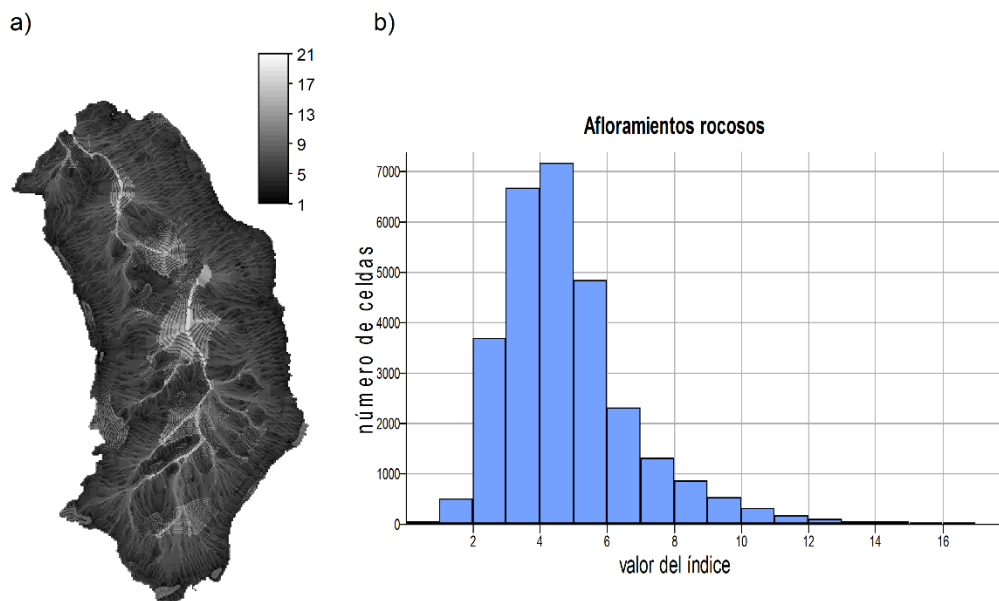 a)
21
17
13
9
5
1
b)
Afloramientos rocosos
número de celdas
7000
6000
5000
4000
3000
2000
1000
0
2 4 6 8 10 12 14 16
valor del índice